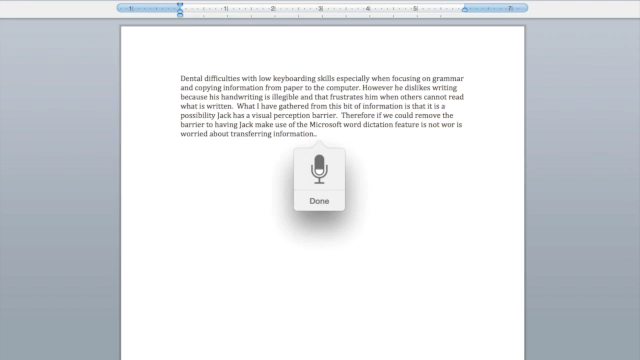 Dental difficulties with low keyboarding skills especially when focusing on grammar
and copying information from paper to the computer. However he dislikes writing
because his handwriting is illegible and that frustrates him when others cannot read
what is written.  What I have gathered from this bit of information is that it is a
possibility Jack has a visual perception barrier.  Therefore if we could remove the
barrier to having Jack make use of the Microsoft word dictation feature is not wor is
worried about transferring information..
Done